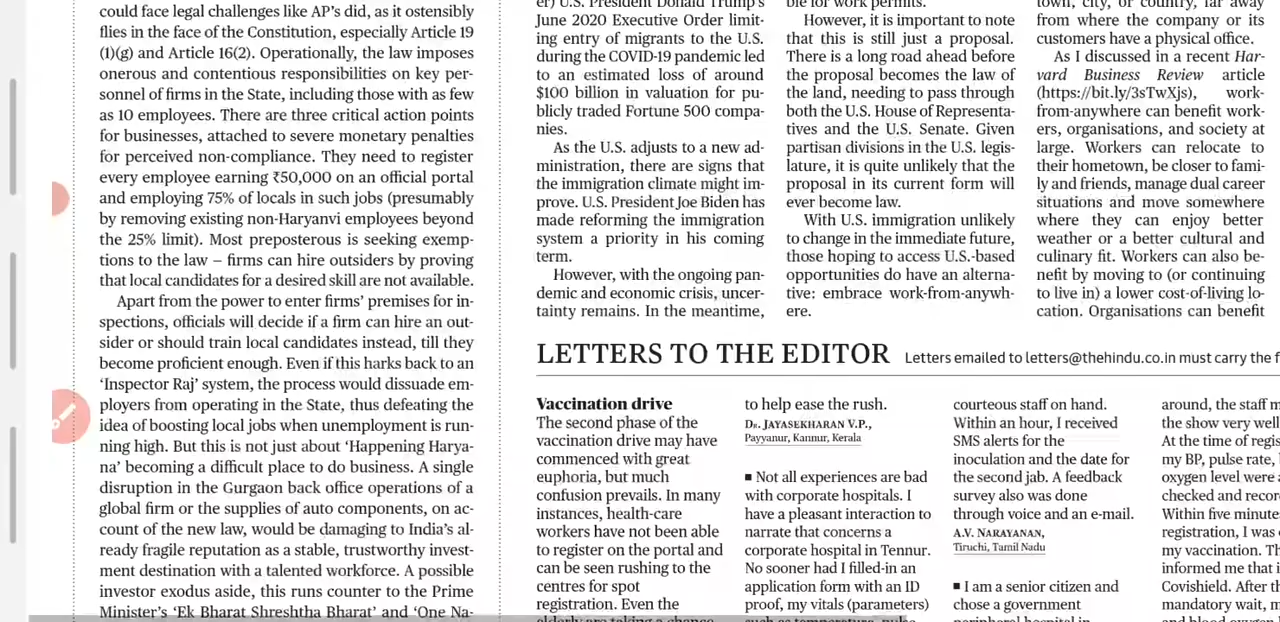 could face legal challenges like AP's did, as it ostensibly
flies in the face of the Constitution, especially Article 19
(1)(g) and Article 16(2). Operationally, the law imposes
onerous and contentious responsibilities on key per-
sonnel of firms in the State, including those with as few
as 10 employees. There are three critical action points
for businesses, attached to severe monetary penalties
for perceived non-compliance. They need to register
every employee earning ₹50,000 on an official portal
and employing 75% of locals in such jobs (presumably
by removing existing non-Haryanvi employees beyond
the 25% limit). Most preposterous is seeking exemp-
tions to the law – firms can hire outsiders by proving
that local candidates for a desired skill are not available.
Apart from the power to enter firms' premises for in-
spections, officials will decide if a firm can hire an out-
sider or should train local candidates instead, till they
become proficient enough. Even if this harks back to an
'Inspector Raj' system, the process would dissuade em-
ployers from operating in the State, thus defeating the
idea of boosting local jobs when unemployment is run-
ning high. But this is not just about 'Happening Harya-
na' becoming a difficult place to do business. A single
disruption in the Gurgaon back office operations of a
global firm or the supplies of auto components, on ac-
count of the new law, would be damaging to India's al-
ready fragile reputation as a stable, trustworthy invest-
ment destination with a talented workforce. A possible
investor exodus aside, this runs counter to the Prime
Minister's 'Ek Bharat Shreshtha Bharat' and 'One Na-
er) U.S. President Donald Trump's
June 2020 Executive Order limit-
ing entry of migrants to the U.S.
during the COVID-19 pandemic led
to an estimated loss of around
$100 billion in valuation for pu-
blicly traded Fortune 500 compa-
nies.
As the U.S. adjusts to a new ad-
ministration, there are signs that
the immigration climate might im-
prove. U.S. President Joe Biden has
made reforming the immigration
system a priority in his coming
term.
However, with the ongoing pan-
demic and economic crisis, uncer-
tainty remains. In the meantime,
ble for work permits.
However, it is important to note
that this is still just a proposal.
There is a long road ahead before
the proposal becomes the law of
the land, needing to pass through
both the U.S. House of Representa-
tives and the U.S. Senate. Given
partisan divisions in the U.S. legis-
lature, it is quite unlikely that the
proposal in its current form will
ever become law.
With U.S. immigration unlikely
to change in the immediate future,
those hoping to access U.S.-based
opportunities do have an alterna-
tive: embrace work-from-anywh-
ere.
town, city, or country, far away
from where the company or its
customers have a physical office.
As I discussed in a recent Har-
vard Business Review article
(https://bit.ly/3sTwXjs), work-
from-anywhere can benefit work-
ers, organisations, and society at
large. Workers can relocate to
their hometown, be closer to fami-
ly and friends, manage dual career
situations and move somewhere
where they can enjoy better
weather or a better cultural and
culinary fit. Workers can also be-
nefit by moving to (or continuing
to live in) a lower cost-of-living lo-
cation. Organisations can benefit
LETTERS TO THE EDITOR Letters emailed to letters@thehindu.co.in must carry the f
Vaccination drive
The second phase of the
vaccination drive may have
commenced with great
euphoria, but much
confusion prevails. In many
instances, health-care
workers have not been able
to register on the portal and
can be seen rushing to the
centres for spot
registration. Even the
elderly are taking a chance
to help ease the rush.
DR. JAYASEKHARAN V.P.,
Payyanur, Kannur, Kerala
■ Not all experiences are bad
with corporate hospitals. I
have a pleasant interaction to
narrate that concerns a
corporate hospital in Tennur.
No sooner had I filled-in an
application form with an ID
proof, my vitals (parameters)
such as temperature, pulse
courteous staff on hand.
Within an hour, I received
SMS alerts for the
inoculation and the date for
the second jab. A feedback
survey also was done
through voice and an e-mail.
A.V. NARAYANAN,
Tiruchi, Tamil Nadu
■ I am a senior citizen and
chose a government
peripheral hospital in
around, the staff m
the show very well
At the time of regis
my BP, pulse rate,
oxygen level were a
checked and recor
Within five minute
registration, I was
my vaccination. Th
informed me that i
Covishield. After th
mandatory wait, m
and blood oxygen l